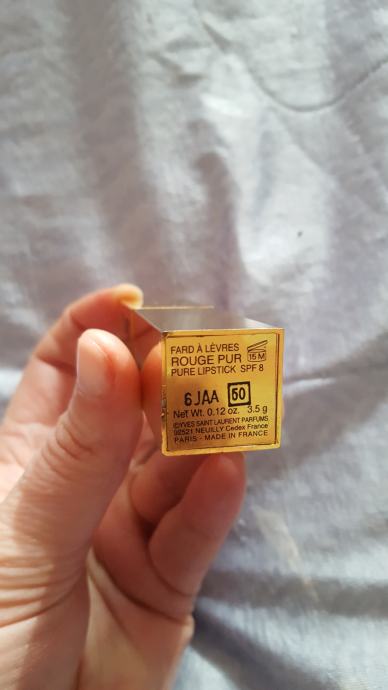 FARD À LÈVRES
ROUGE PUR 15 M
PURE LIPSTICK SPF 8
6JAA 50
Net Wt. 0.12 oz. 3.5 g
YVES SAINT LAURENT PARFUMS
92521 NEUILLY Cedex France
PARIS - MADE IN FRANCE